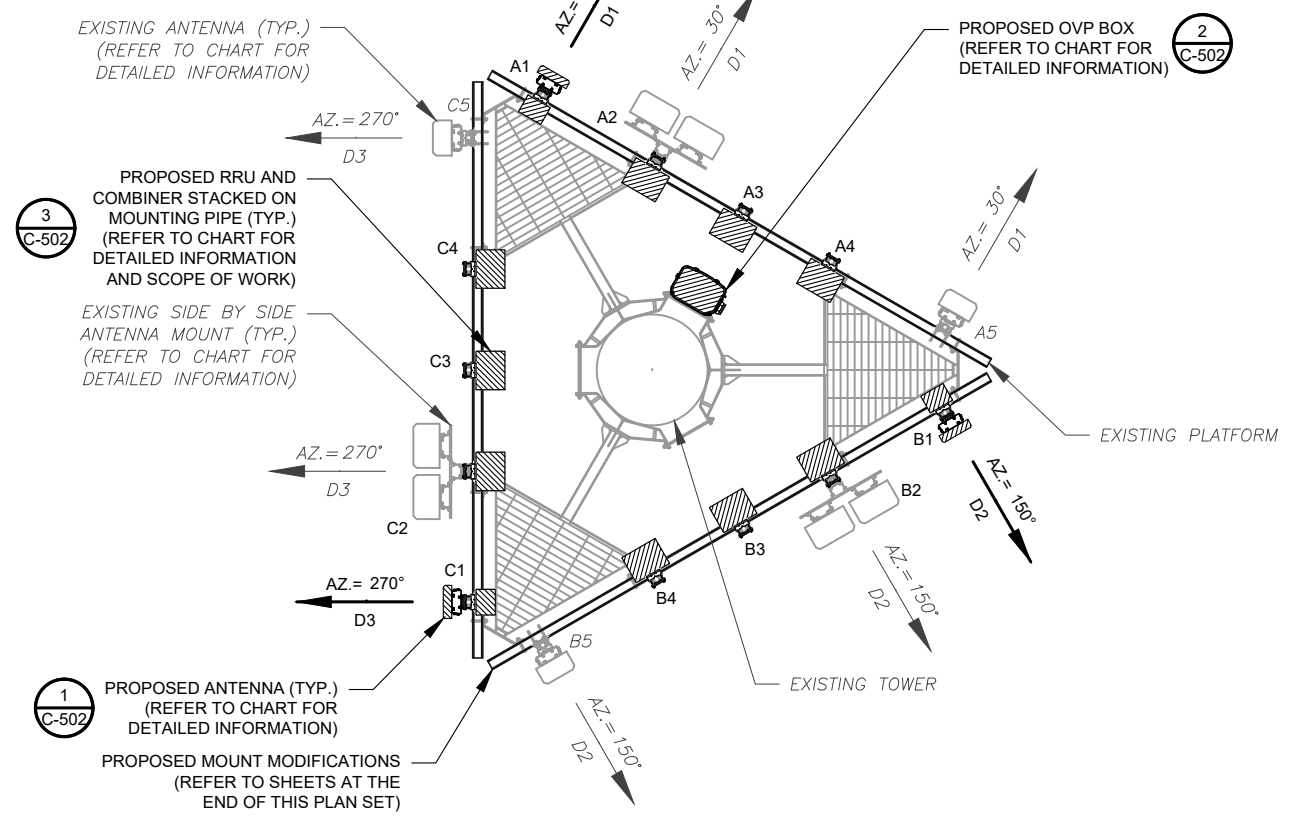 EXISTING ANTENNA (TYP.)
(REFER TO CHART FOR
DETAILED INFORMATION)
AZ.=
D1
AZ.= 30°
D1
PROPOSED OVP BOX
(REFER TO CHART FOR
DETAILED INFORMATION)
2
C-502
A1
C5
A2
AZ.= 270°
D3
PROPOSED RRU AND
COMBINER STACKED ON
MOUNTING PIPE (TYP.)
(REFER TO CHART FOR
DETAILED INFORMATION
AND SCOPE OF WORK)
3
C-502
A3
A4
C4
AZ.= 30°
D1
EXISTING SIDE BY SIDE
ANTENNA MOUNT (TYP.)
(REFER TO CHART FOR
DETAILED INFORMATION)
A5
C3
EXISTING PLATFORM
B1
AZ.= 150°
D2
AZ.= 270°
D3
B2
C2
B3
AZ.= 150°
D2
C1
AZ.= 270°
D3
B4
B5
EXISTING TOWER
1
C-502
PROPOSED ANTENNA (TYP.)
(REFER TO CHART FOR
DETAILED INFORMATION)
AZ.= 150°
D2
PROPOSED MOUNT MODIFICATIONS
(REFER TO SHEETS AT THE
END OF THIS PLAN SET)